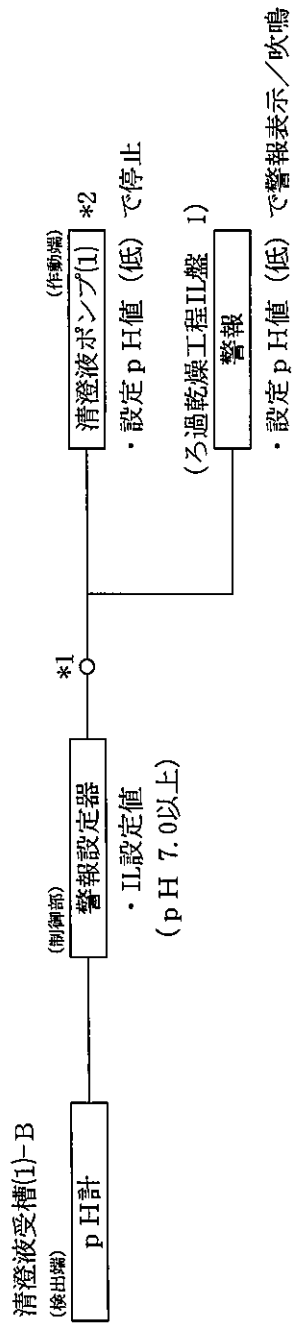 清澄液受槽(1)-B
(検出端)
pH計
(制御部)
警報設定器
・IL設定値
(pH 7.0以上)
*1
(作動端)
清澄液ポンプ(1) *2
・設定pH値(低)で停止
(ろ過乾燥工程IL盤 1)
警報
・設定pH値(低)で警報表示/吹鳴